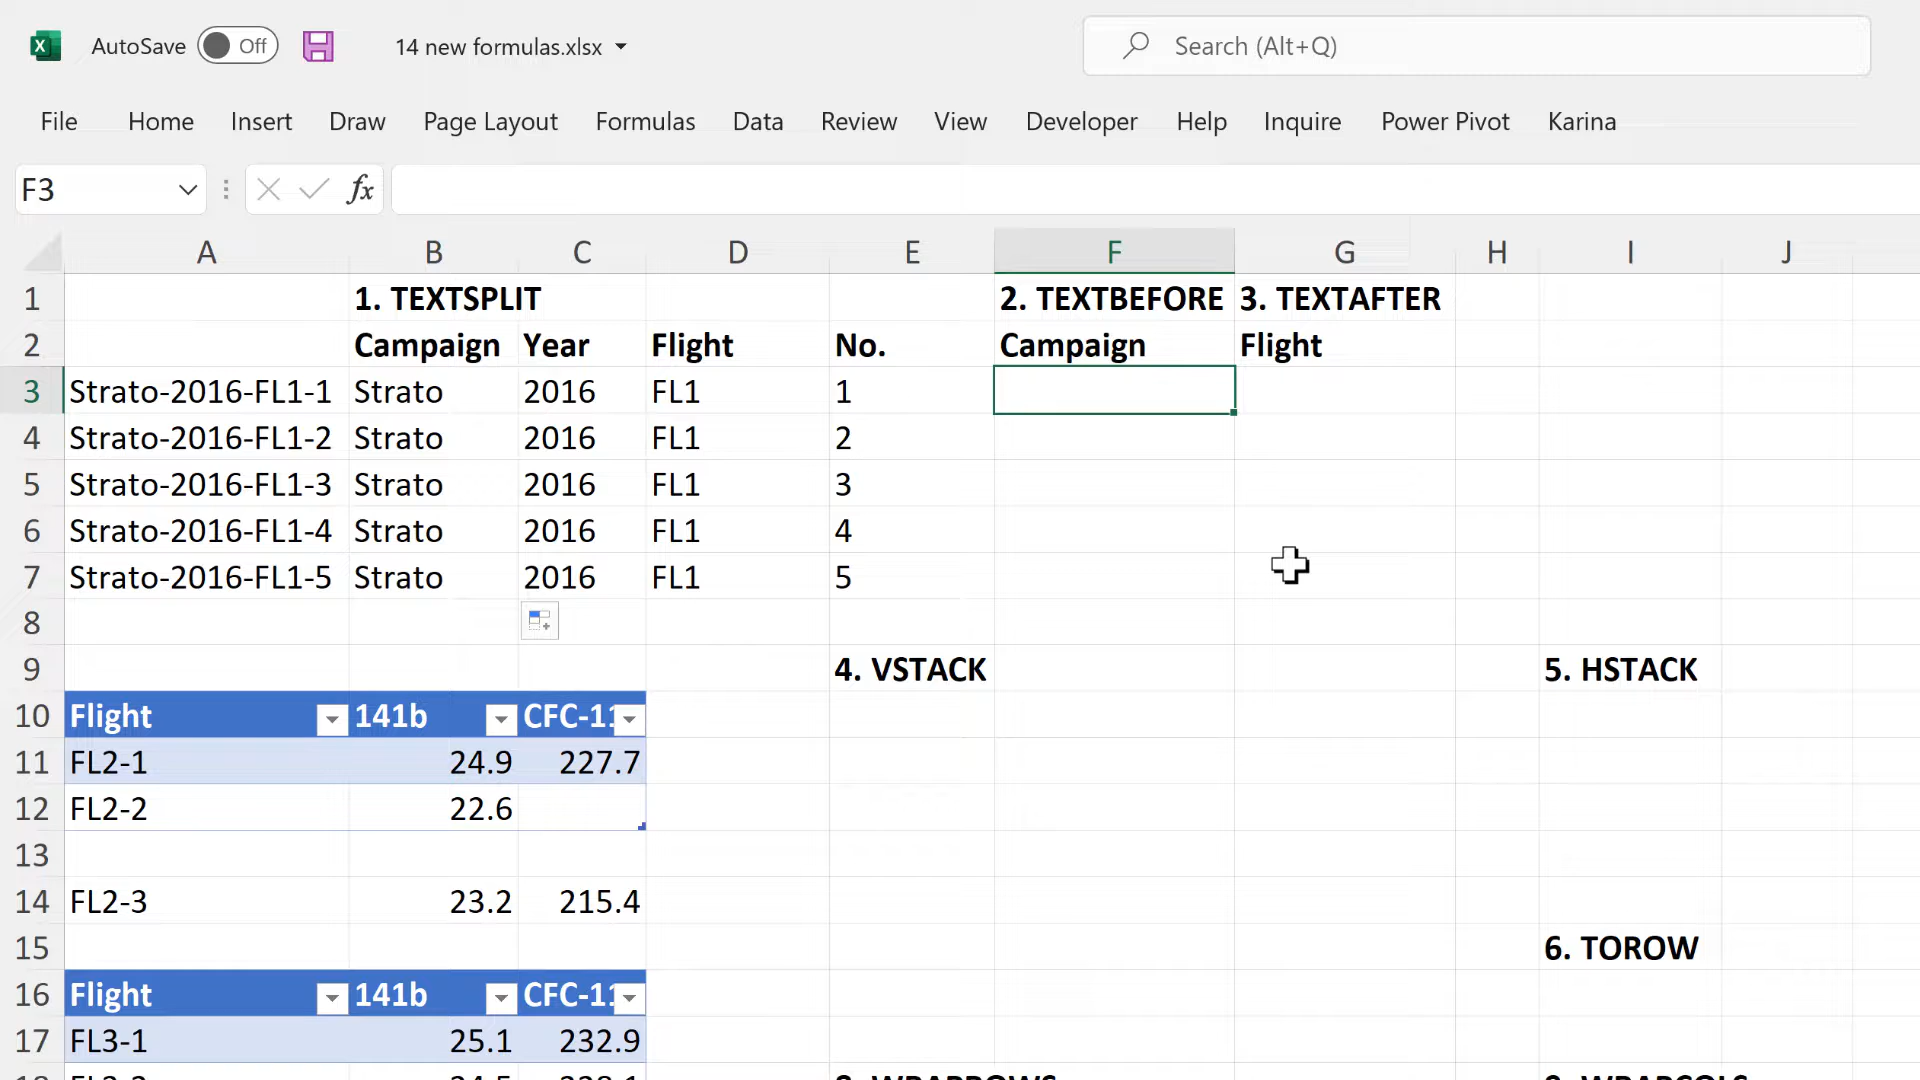 AutoSave Off 14 new formulas.xlsx Search (Alt+Q)
File Home Insert Draw Page Layout Formulas Data Review View Developer Help Inquire Power Pivot Karina
F3 fx
A B C D E F G H I J
1 1. TEXTSPLIT 2. TEXTBEFORE 3. TEXTAFTER
2 Campaign Year Flight No. Campaign Flight
3 Strato-2016-FL1-1 Strato 2016 FL1 1
4 Strato-2016-FL1-2 Strato 2016 FL1 2
5 Strato-2016-FL1-3 Strato 2016 FL1 3
6 Strato-2016-FL1-4 Strato 2016 FL1 4
7 Strato-2016-FL1-5 Strato 2016 FL1 5
8
9 4. VSTACK 5. HSTACK
10 Flight 141b CFC-11
11 FL2-1 24.9 227.7
12 FL2-2 22.6
13
14 FL2-3 23.2 215.4
15 6. TOROW
16 Flight 141b CFC-11
17 FL3-1 25.1 232.9